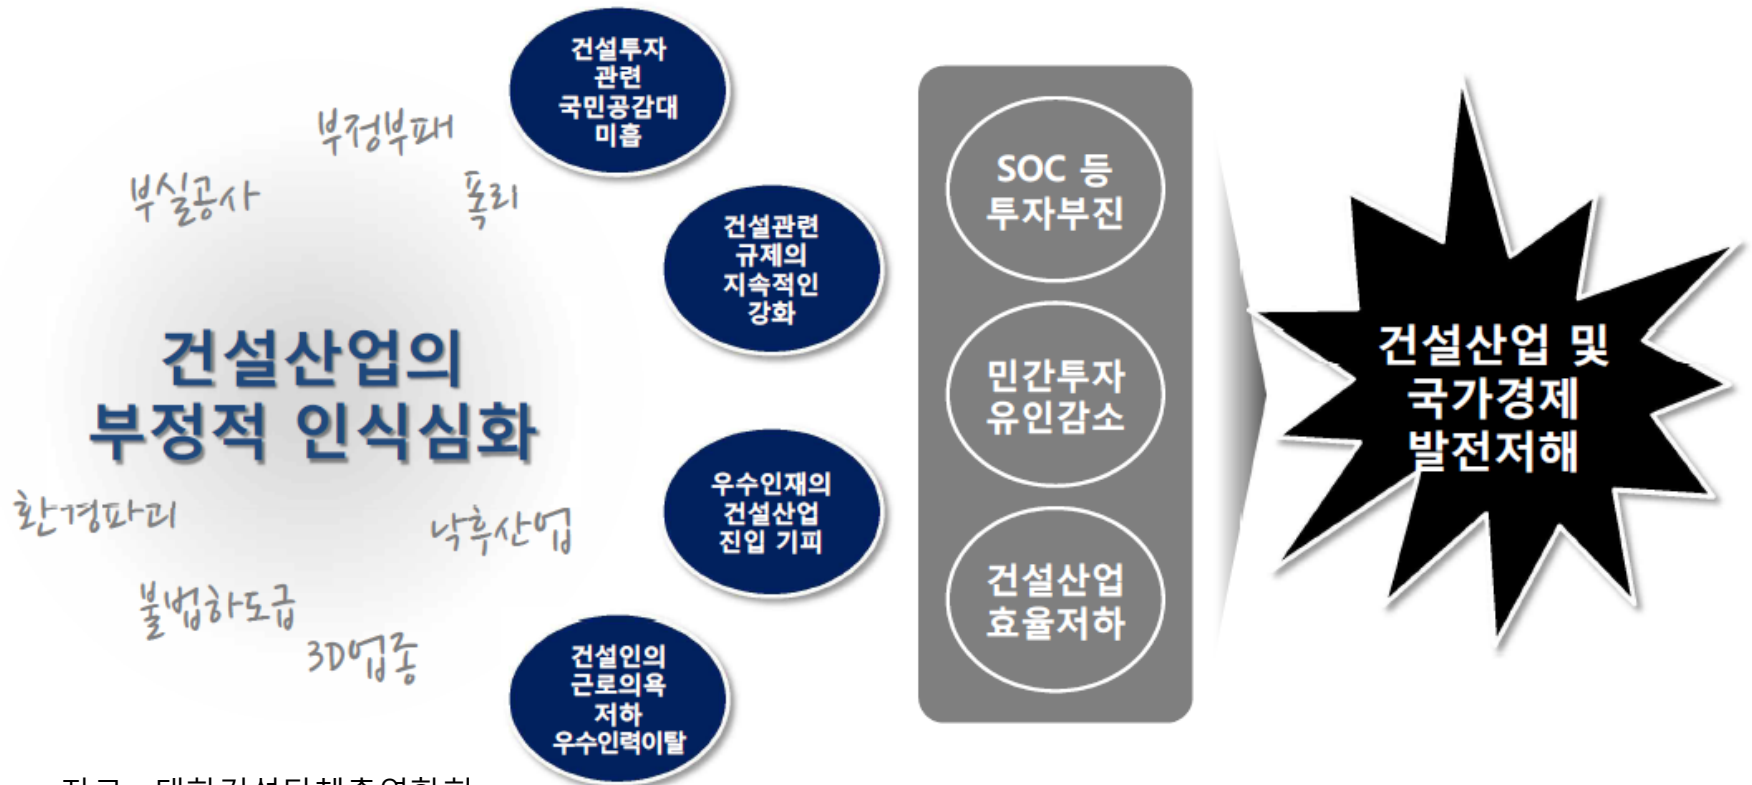 부정부패
부실공사
폭리
건설산업의
부정적 인식심화
환경파괴
낙후산업
불법하도급
3D업종
건설투자
관련
국민공감대
미흡
건설관련
규제의
지속적인
강화
우수인재의
건설산업
진입 기피
건설인의
근로의욕
저하
우수인력이탈
SOC 등
투자부진
민간투자
유인감소
건설산업
효율저하
건설산업 및
국가경제
발전저해